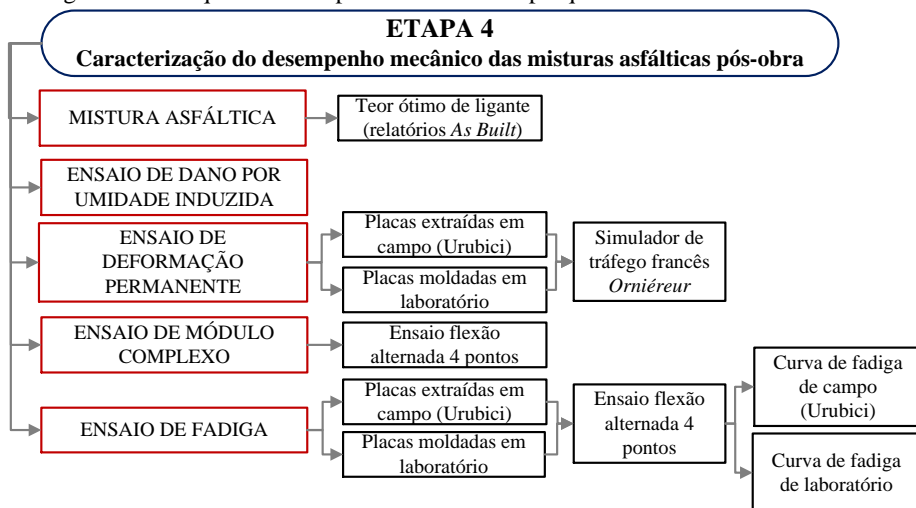 ETAPA 4
Caracterização do desempenho mecânico das misturas asfálticas pós-obra
MISTURA ASFÁLTICA
Teor ótimo de ligante
(relatórios As Built)
ENSAIO DE DANO POR
UMIDADE INDUZIDA
ENSAIO DE
DEFORMAÇÃO
PERMANENTE
Placas extraídas em
campo (Urubici)
Placas moldadas em
laboratório
Simulador de
tráfego francês
Orniéreur
ENSAIO DE MÓDULO
COMPLEXO
Ensaio flexão
alternada 4 pontos
ENSAIO DE FADIGA
Placas extraídas em
campo (Urubici)
Placas moldadas em
laboratório
Ensaio flexão
alternada 4
pontos
Curva de fadiga
de campo
(Urubici)
Curva de fadiga
de laboratório